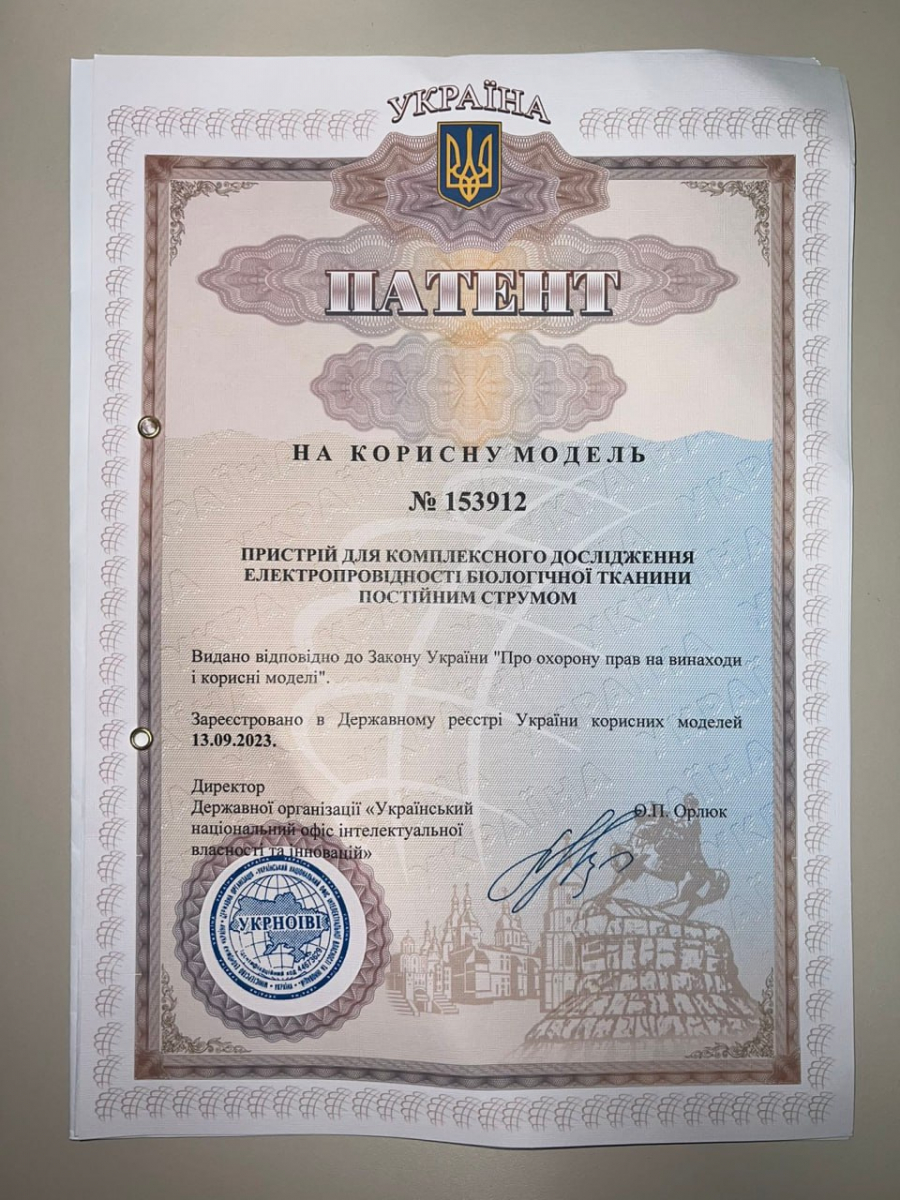 УКРАЇНА
ПАТЕНТ
НА КОРИСНУ МОДЕЛЬ
№ 153912
ПРИСТРІЙ ДЛЯ КОМПЛЕКСНОГО ДОСЛІДЖЕННЯ
ЕЛЕКТРОПРОВІДНОСТІ БІОЛОГІЧНОЇ ТКАНИНИ
ПОСТІЙНИМ СТРУМОМ
Видано відповідно до Закону України "Про охорону прав на винаходи
і корисні моделі".
Зареєстровано в Державному реєстрі України корисних моделей
13.09.2023.
Директор
Державної організації «Український
національний офіс інтелектуальної
власності та інновацій»
О.П. Орлюк
УКРНОІВІ